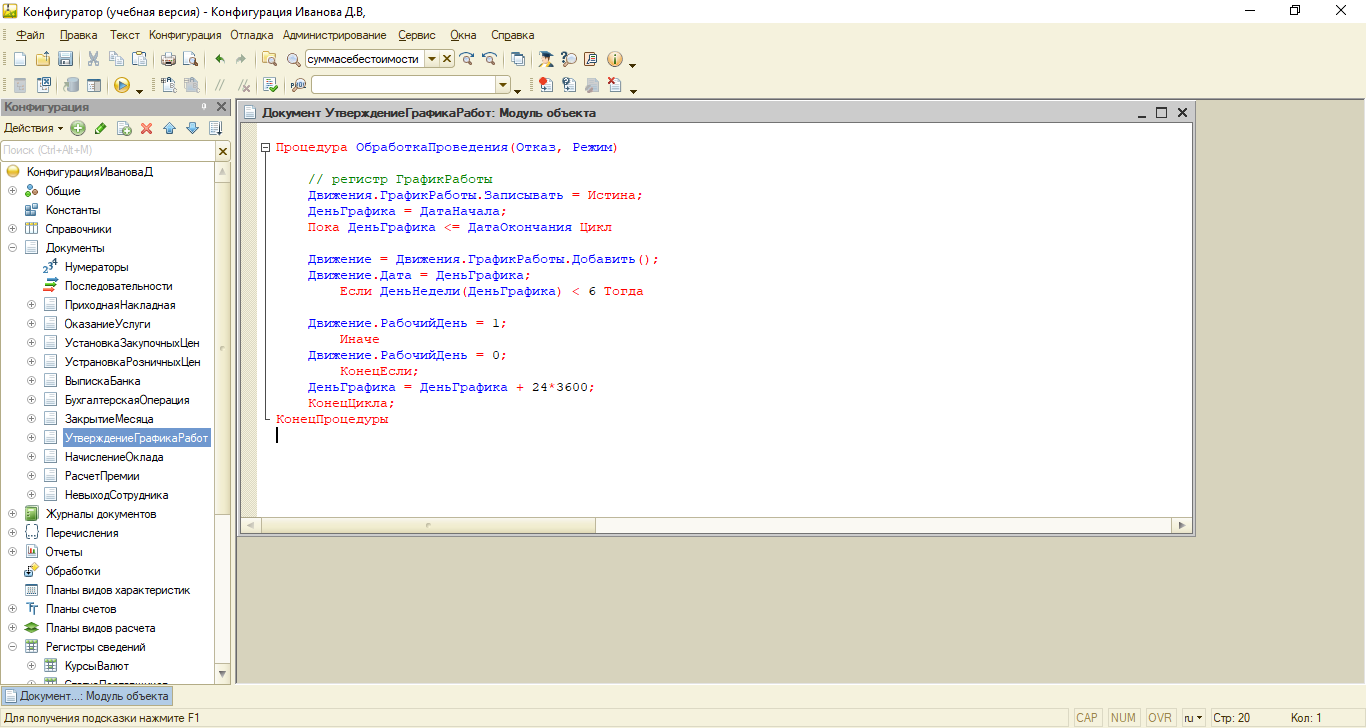 Конфигуратор (учебная версия) - Конфигурация Иванова Д.В,
Файл Правка Текст Конфигурация Отладка Администрирование Сервис Окна Справка
суммасебестоимости
Конфигурация
Действия
Поиск (Ctrl+Alt+M)
КонфигурацияИвановаД
Общие
Константы
Справочники
Документы
Нумераторы
Последовательности
ПриходнаяНакладная
ОказаниеУслуги
УстановкаЗакупочныхЦен
УстрановкаРозничныхЦен
ВыпискаБанка
БухгалтерскаяОперация
ЗакрытиеМесяца
УтверждениеГрафикаРабот
НачислениеОклада
РасчетПремии
НевыходСотрудника
Журналы документов
Перечисления
Отчеты
Обработки
Планы видов характеристик
Планы счетов
Планы видов расчета
Регистры сведений
КурсыВалют
Документ УтверждениеГрафикаРабот: Модуль объекта
Процедура ОбработкаПроведения(Отказ, Режим)
// регистр ГрафикРаботы
Движения.ГрафикРаботы.Записывать = Истина;
ДеньГрафика = ДатаНачала;
Пока ДеньГрафика <= ДатаОкончания Цикл
Движение = Движения.ГрафикРаботы.Добавить();
Движение.Дата = ДеньГрафика;
Если ДеньНедели(ДеньГрафика) < 6 Тогда
Движение.РабочийДень = 1;
Иначе
Движение.РабочийДень = 0;
КонецЕсли;
ДеньГрафика = ДеньГрафика + 24*3600;
КонецЦикла;
КонецПроцедуры
Документ...: Модуль объекта
Для получения подсказки нажмите F1
CAP NUM OVR ru Стр: 20 Кол: 1